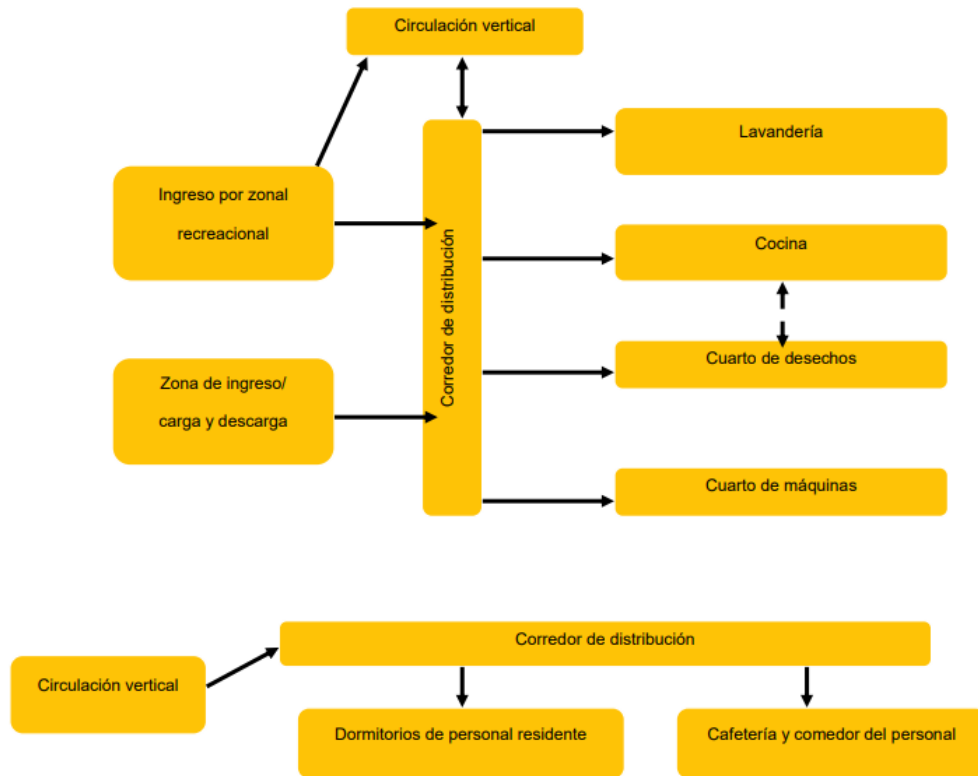 Circulación vertical
Lavandería
Ingreso por zonal
recreacional
Corredor de distribución
Cocina
Zona de ingreso/
carga y descarga
Cuarto de desechos
Cuarto de máquinas
Corredor de distribución
Circulación vertical
Dormitorios de personal residente
Cafetería y comedor del personal